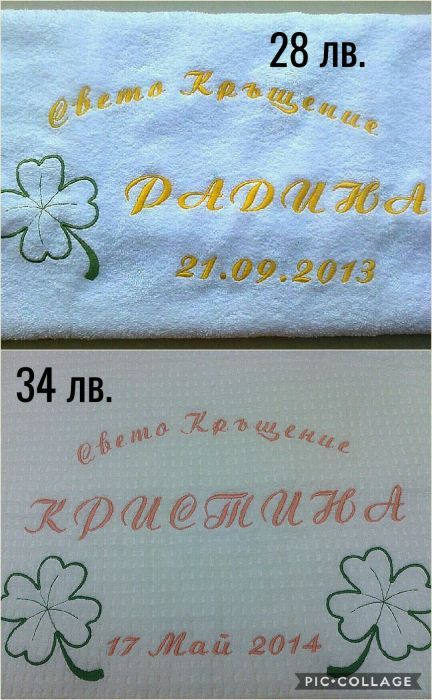 28 лв.
Свето Кръщение
РАДИНА
21.09.2013
34 лв.
Свето Кръщение
КРИСТИНА
17 Май 2014
PIC•COLLAGE